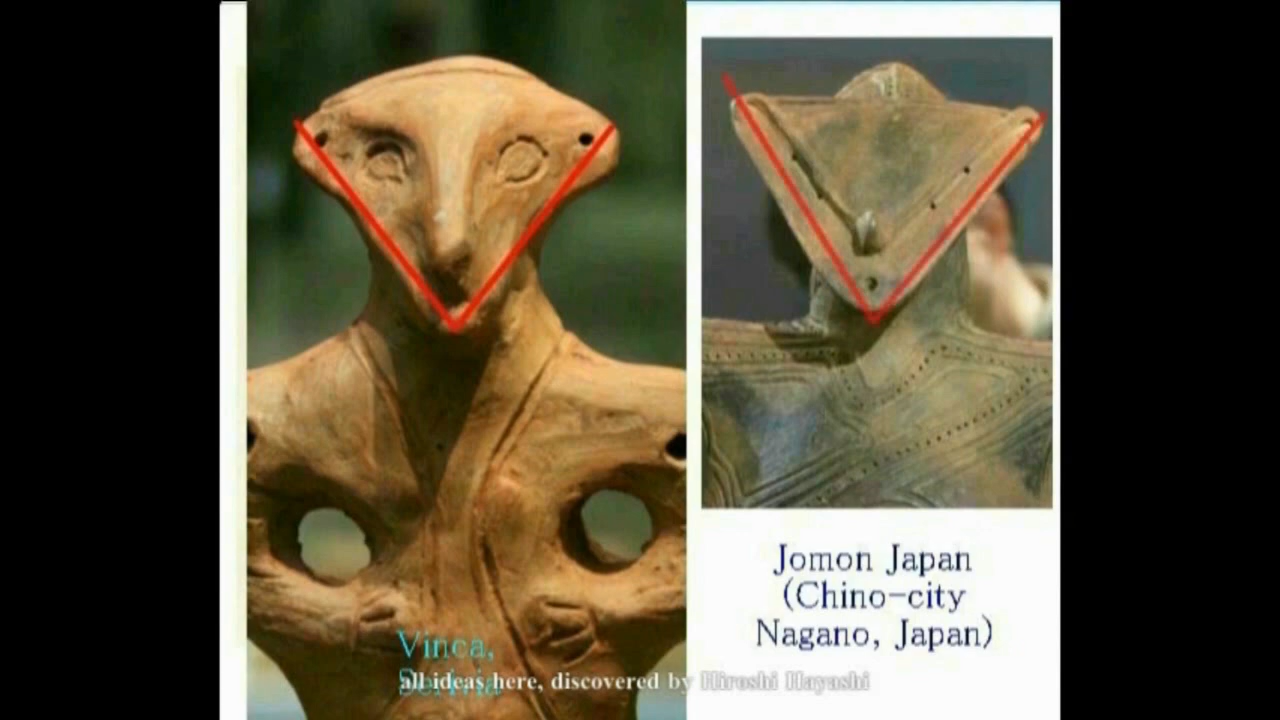 Jomon Japan
(Chino-city
Nagano, Japan)
Vinca,
all ideas here, discovered by Hiroshi Hayashi